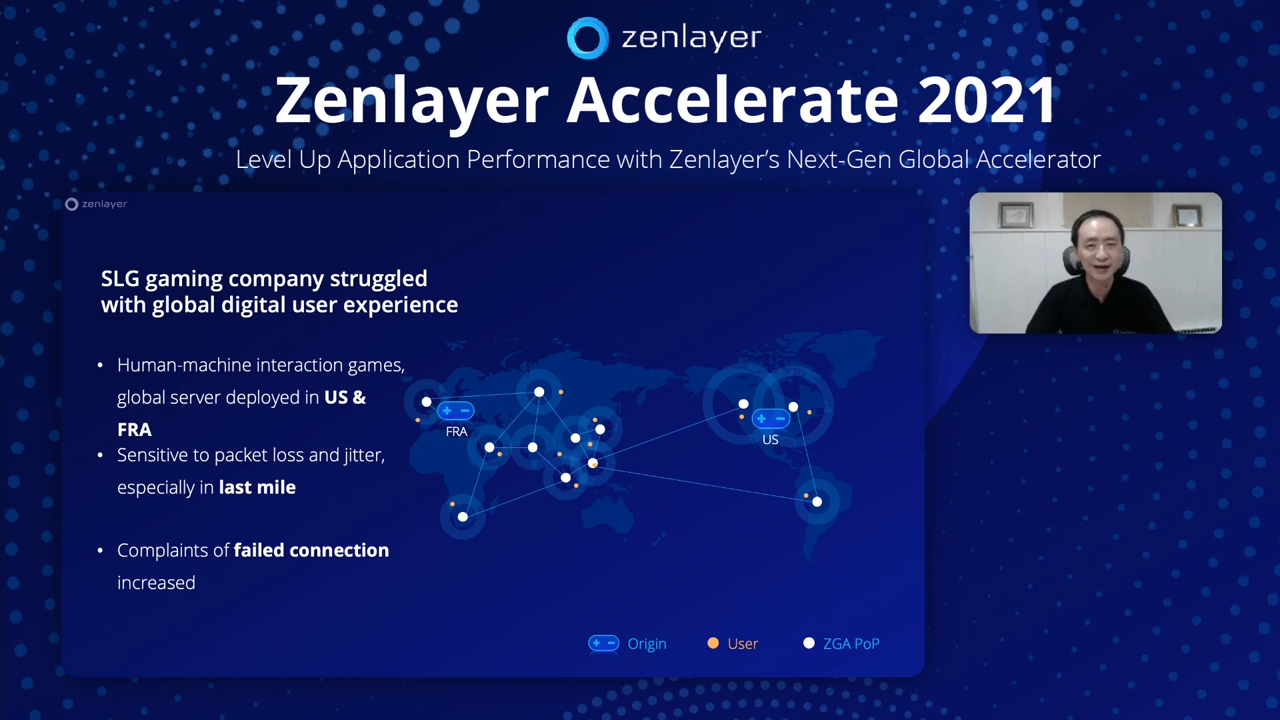 zenlayer
Zenlayer Accelerate 2021
Level Up Application Performance with Zenlayer's Next-Gen Global Accelerator
zenlayer
SLG gaming company struggled
with global digital user experience
• Human-machine interaction games,
global server deployed in US &
FRA
• Sensitive to packet loss and jitter,
especially in last mile
• Complaints of failed connection
increased
FRA
US
Origin
User
ZGA PoP